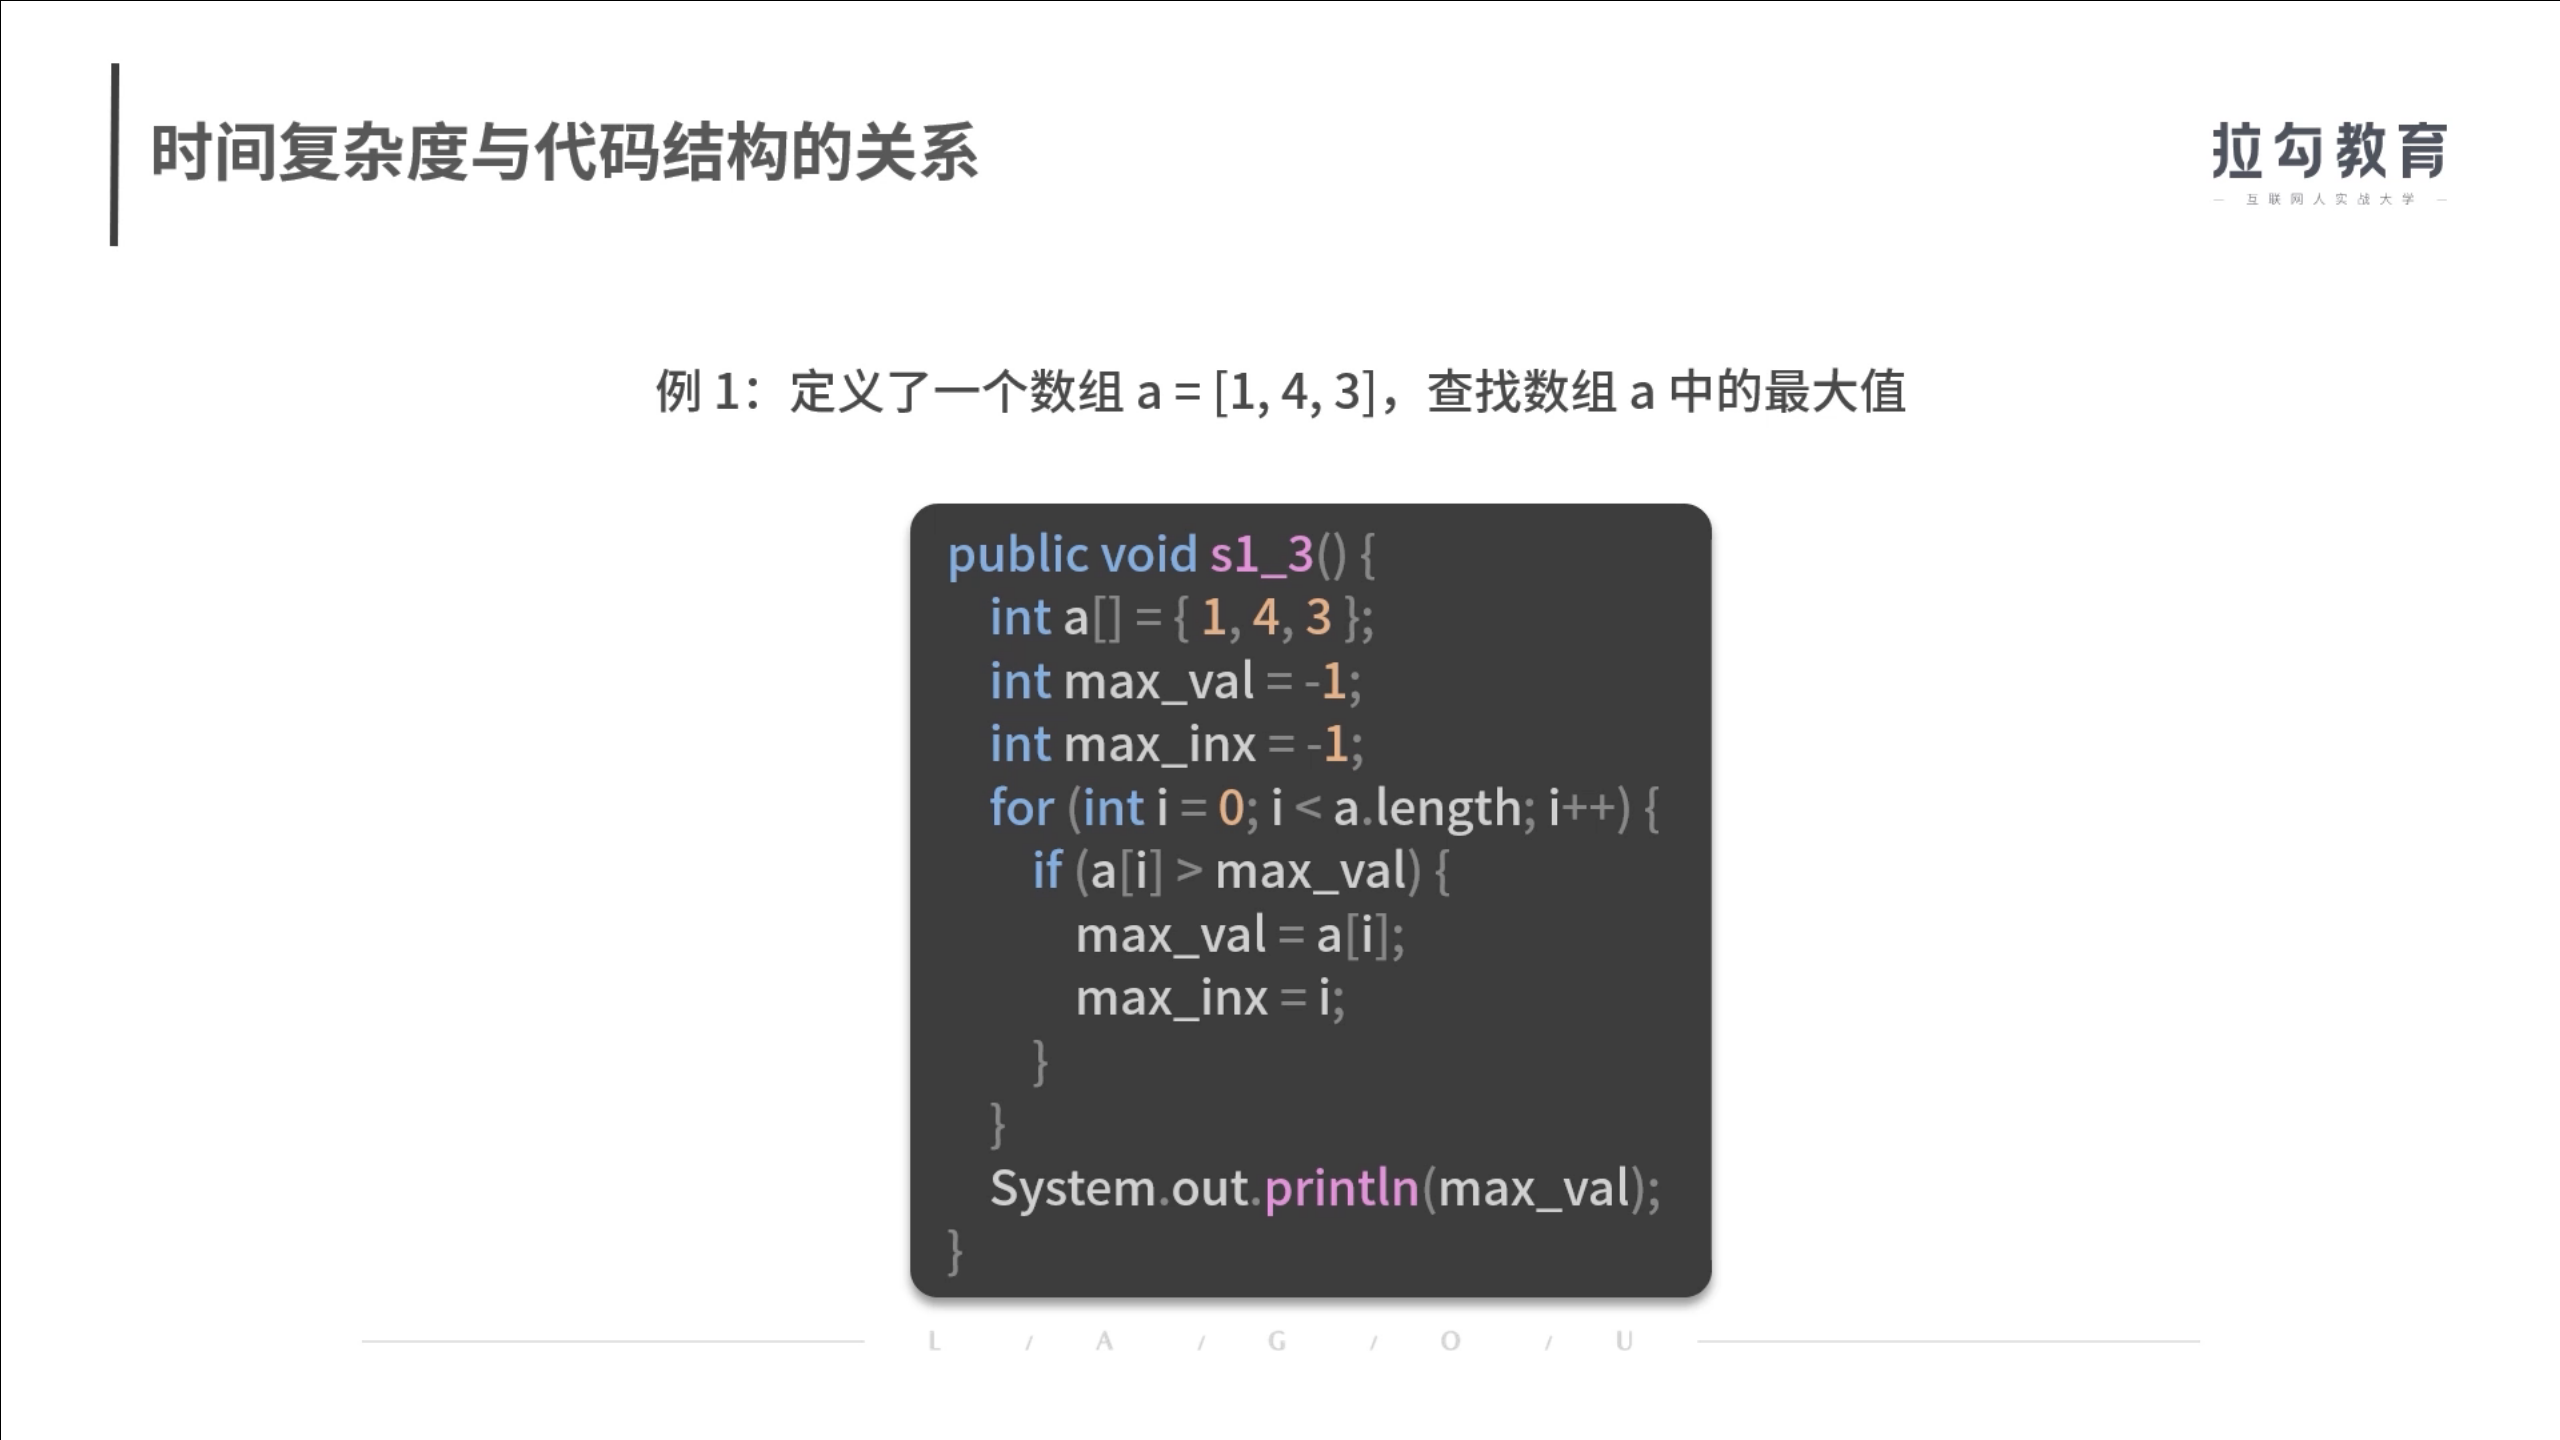 时间复杂度与代码结构的关系
拉勾教育
— 互联网人实战大学 —
例 1：定义了一个数组 a = [1, 4, 3]，查找数组 a 中的最大值
public void s1_3() {
    int a[] = { 1, 4, 3 };
    int max_val = -1;
    int max_inx = -1;
    for (int i = 0; i < a.length; i++) {
        if (a[i] > max_val) {
            max_val = a[i];
            max_inx = i;
        }
    }
    System.out.println(max_val);
}
L / A / G / O / U